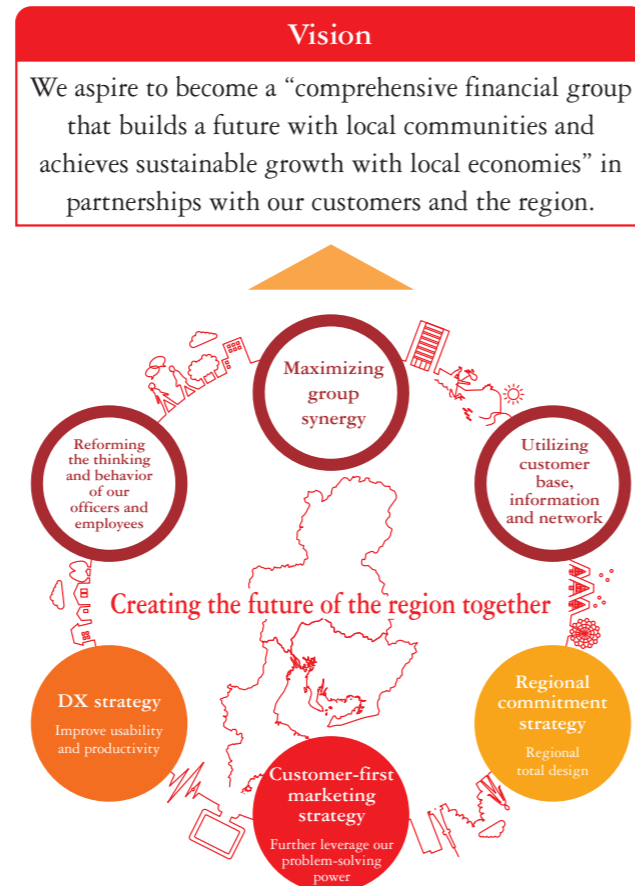 Vision
We aspire to become a “comprehensive financial group
that builds a future with local communities and
achieves sustainable growth with local economies” in
partnerships with our customers and the region.
Maximizing
group
synergy
Reforming
the thinking
and behavior
of our
officers and
employees
Utilizing
customer
base,
information
and network
Creating the future of the region together
DX strategy
Improve usability
and productivity
Regional
commitment
strategy
Regional
total design
Customer-first
marketing
strategy
Further leverage our
problem-solving
power